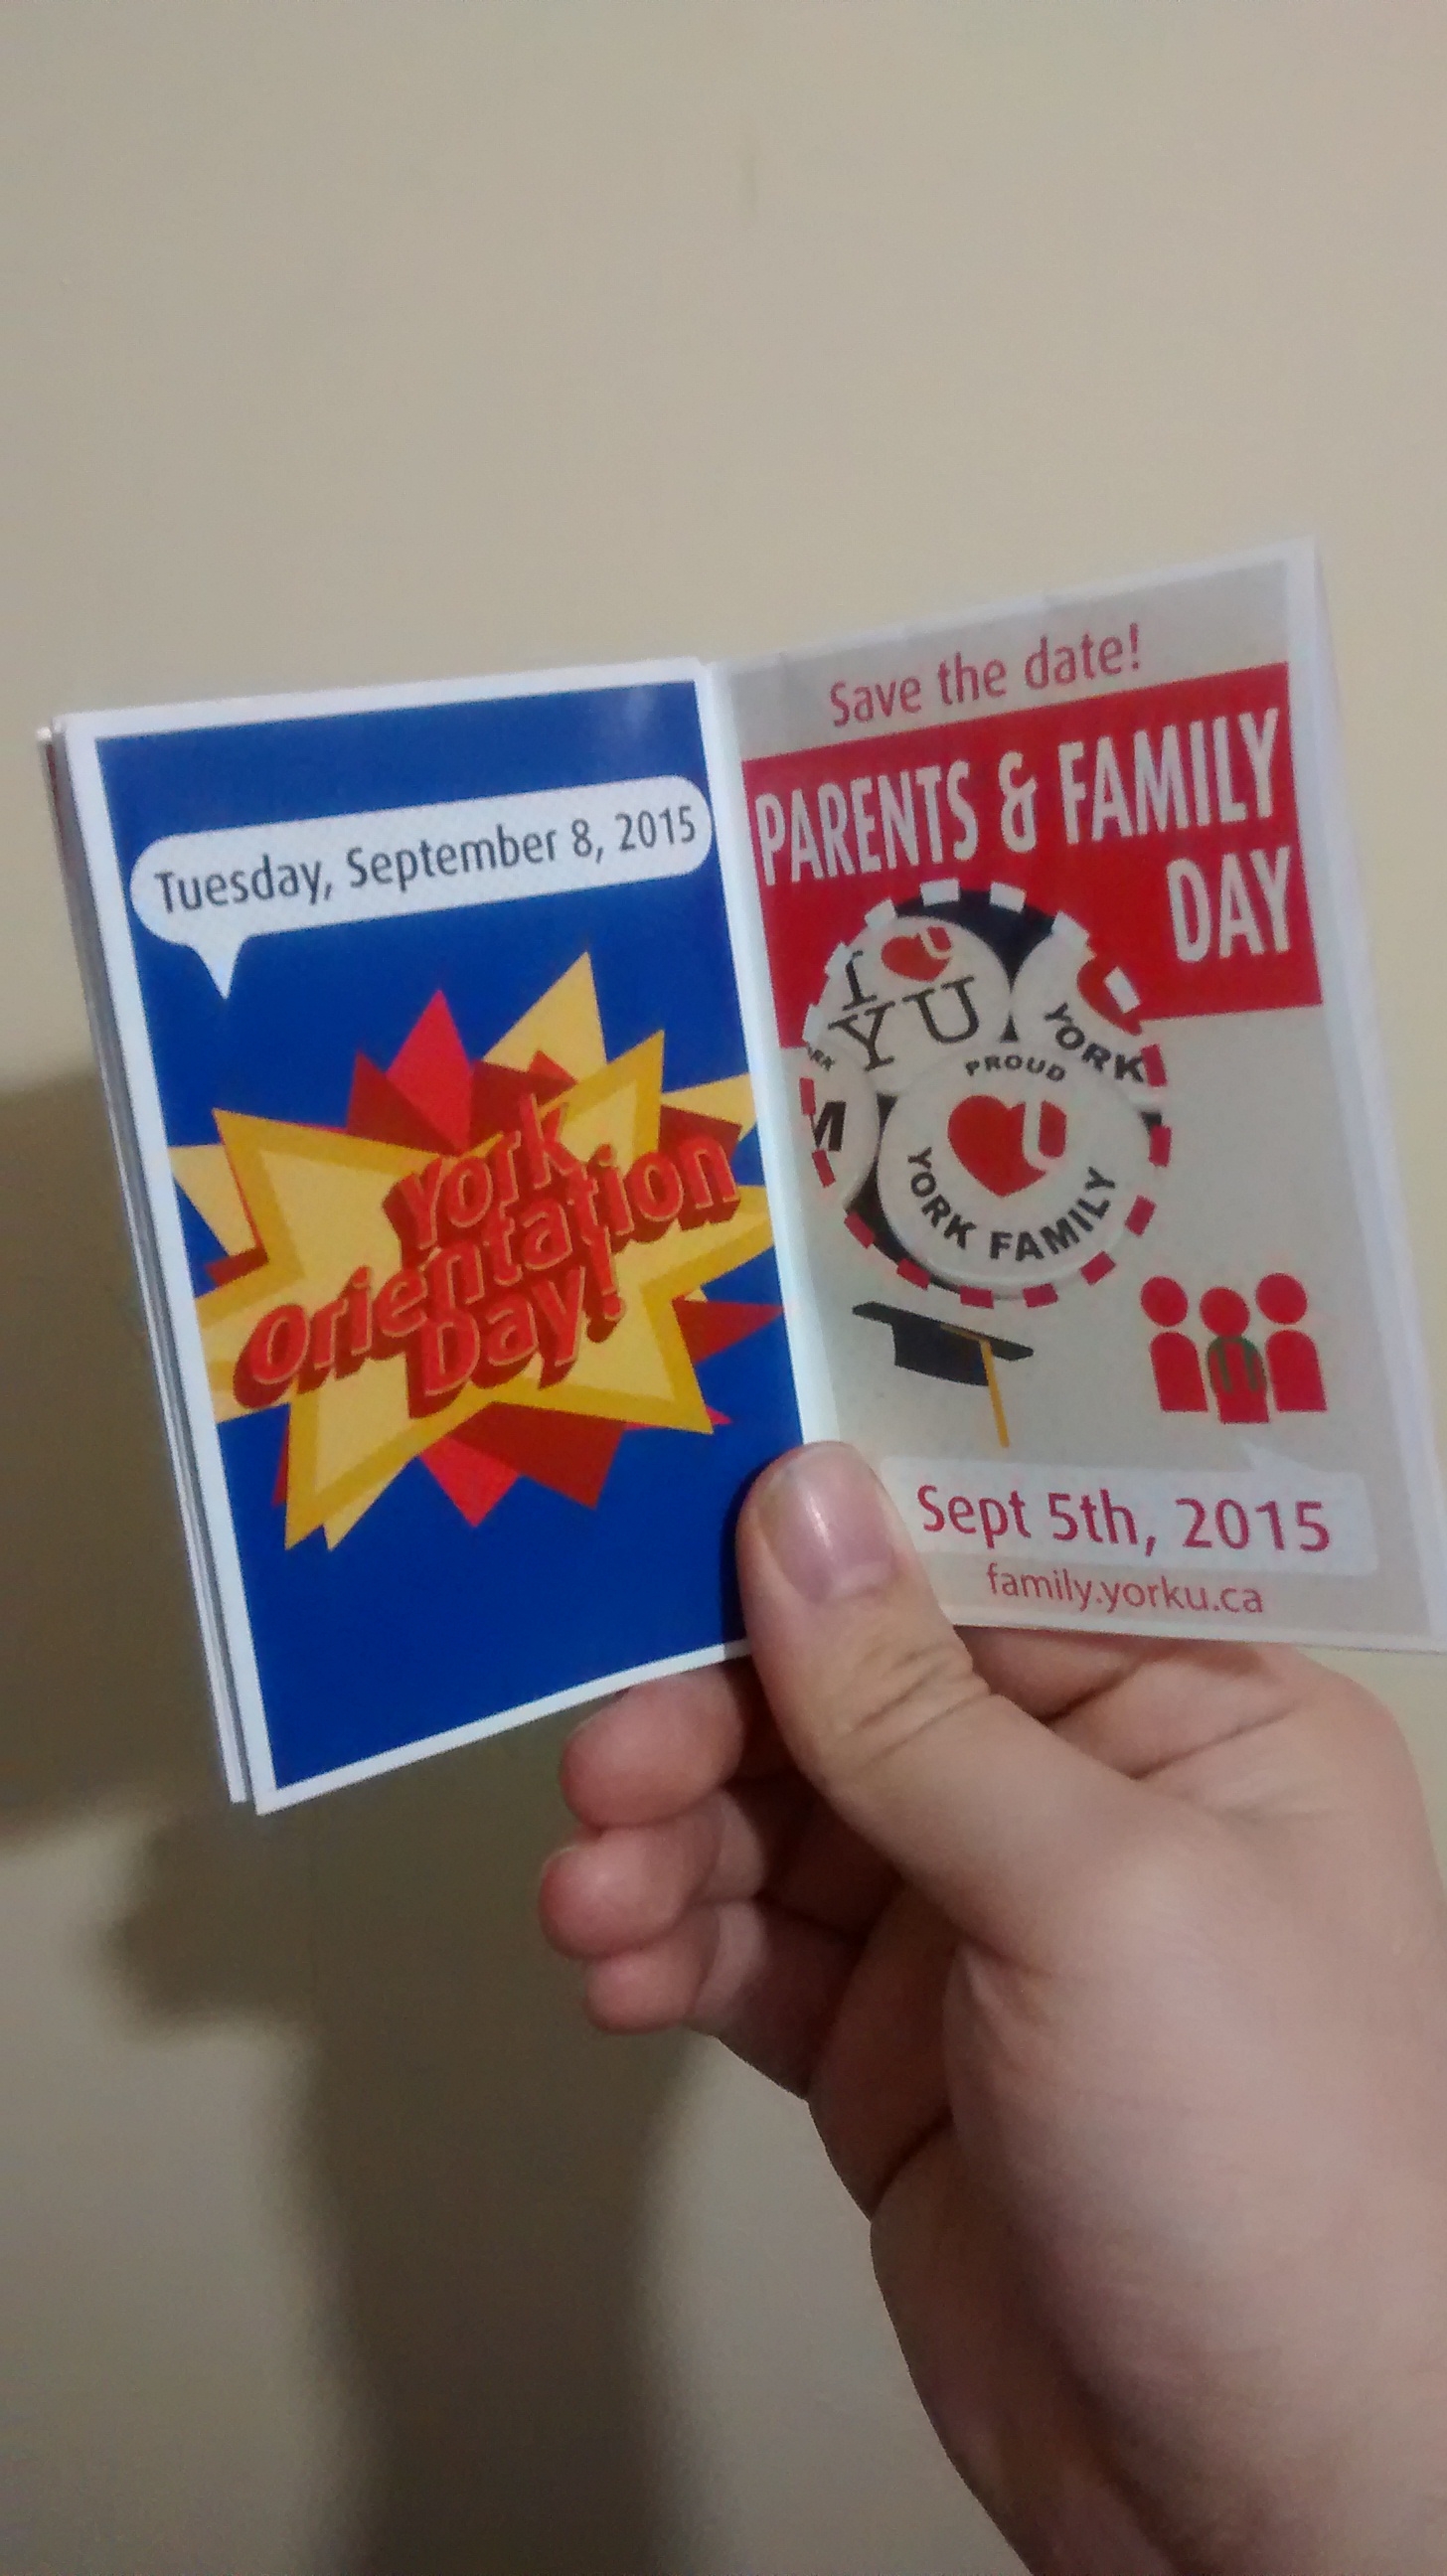 Tuesday, September 8, 2015
York
Orientation
Day!
Save the date!
PARENTS & FAMILY
DAY
I
YU
YORK
PROUD
YORK FAMILY
M
Sept 5th, 2015
family.yorku.ca